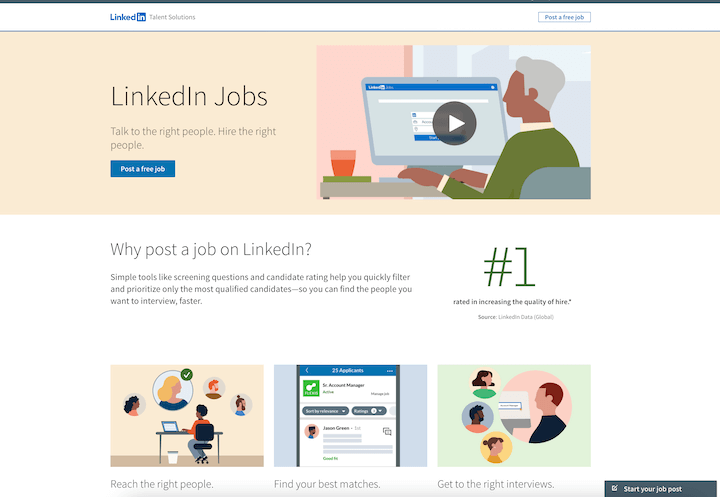 LinkedIn Talent Solutions
Post a free job
LinkedIn Jobs
Talk to the right people. Hire the right
people.
Post a free job
LinkedIn Jobs
Why post a job on LinkedIn?
Simple tools like screening questions and candidate rating help you quickly filter
and prioritize only the most qualified candidates—so you can find the people you
want to interview, faster.
#1
rated in increasing the quality of hire.*
Source: LinkedIn Data (Global)
25 Applicants
Sr. Account Manager
Active
Manage job
FLEXIS
Sort by relevance
Ratings
Jason Green
1st
Good fit
Reach the right people.
Find your best matches.
Get to the right interviews.
Start your job post